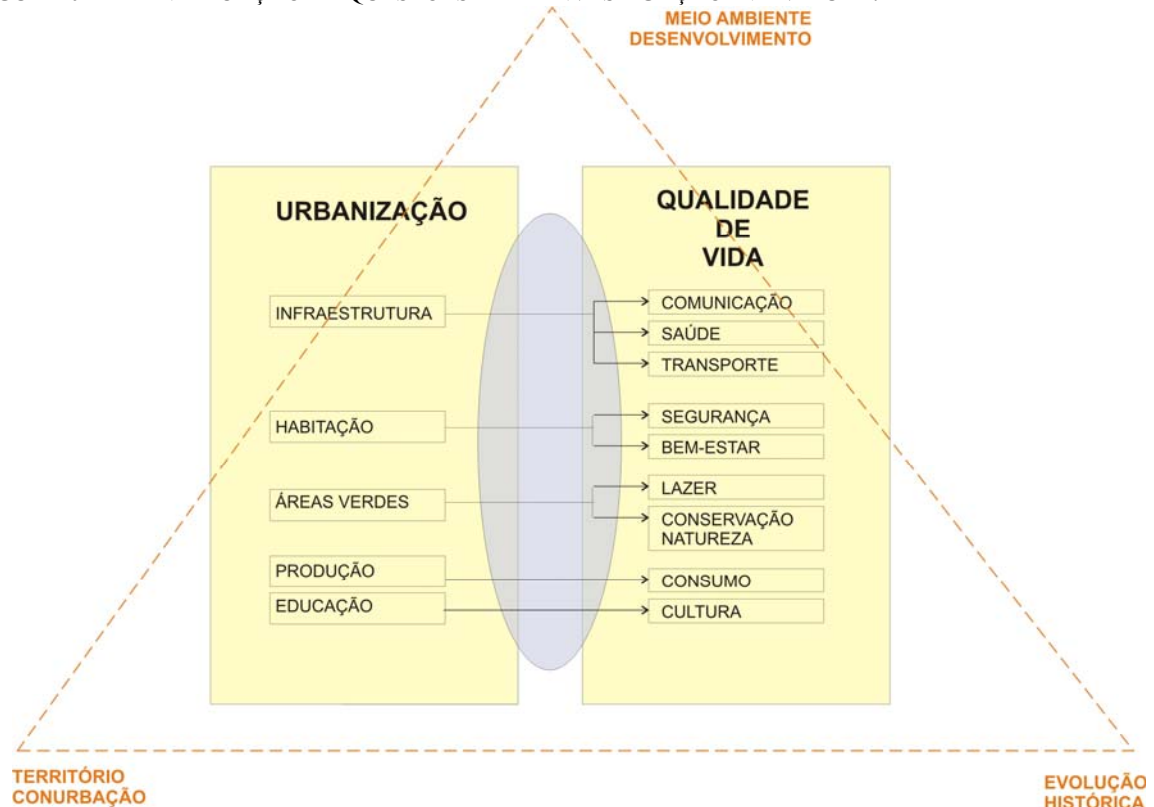 MEIO AMBIENTE
DESENVOLVIMENTO
URBANIZAÇÃO
INFRAESTRUTURA
HABITAÇÃO
ÁREAS VERDES
PRODUÇÃO
EDUCAÇÃO
QUALIDADE
DE
VIDA
COMUNICAÇÃO
SAÚDE
TRANSPORTE
SEGURANÇA
BEM-ESTAR
LAZER
CONSERVAÇÃO
NATUREZA
CONSUMO
CULTURA
TERRITÓRIO
CONURBAÇÃO
EVOLUÇÃO
HISTÓRICA